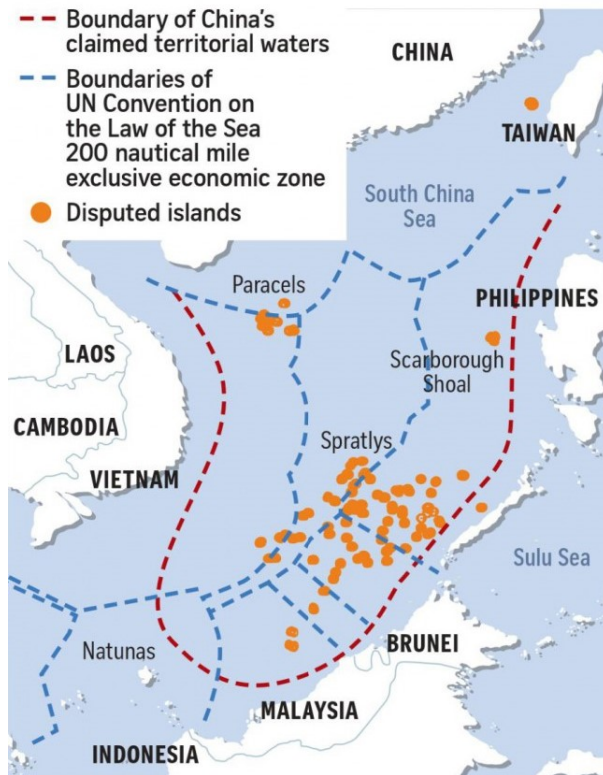 Boundary of China's
claimed territorial waters
Boundaries of
UN Convention on
the Law of the Sea
200 nautical mile
exclusive economic zone
Disputed islands
CHINA
TAIWAN
South China
Sea
Paracels
PHILIPPINES
LAOS
Scarborough
Shoal
CAMBODIA
Spratlys
VIETNAM
Sulu Sea
Natunas
BRUNEI
MALAYSIA
INDONESIA